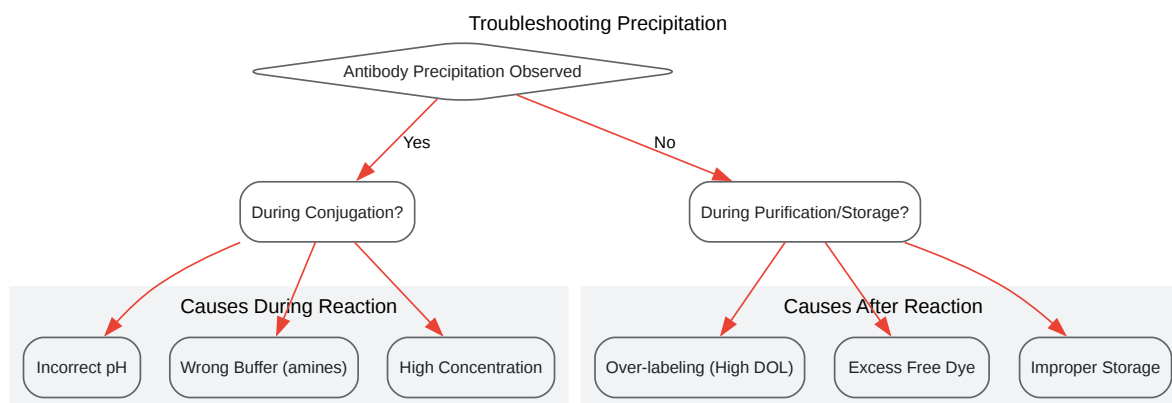 Troubleshooting Precipitation
Antibody Precipitation Observed
Yes
No
During Conjugation?
During Purification/Storage?
Causes During Reaction
Causes After Reaction
Incorrect pH
Wrong Buffer (amines)
High Concentration
Over-labeling (High DOL)
Excess Free Dye
Improper Storage